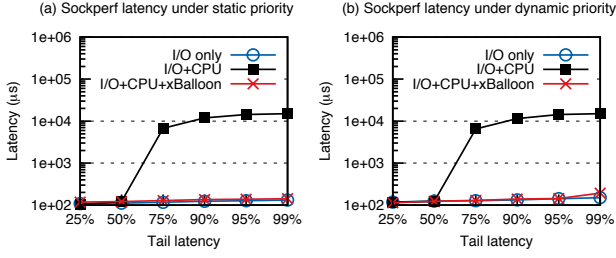 (a) Sockperf latency under static priority
1e+06
1e+05
1e+04
1e+03
1e+02
Latency (μs)
I/O only
I/O+CPU
I/O+CPU+xBalloon
25% 50% 75% 90% 95% 99%
Tail latency
(b) Sockperf latency under dynamic priority
1e+06
1e+05
1e+04
1e+03
1e+02
Latency (μs)
I/O only
I/O+CPU
I/O+CPU+xBalloon
25% 50% 75% 90% 95% 99%
Tail latency